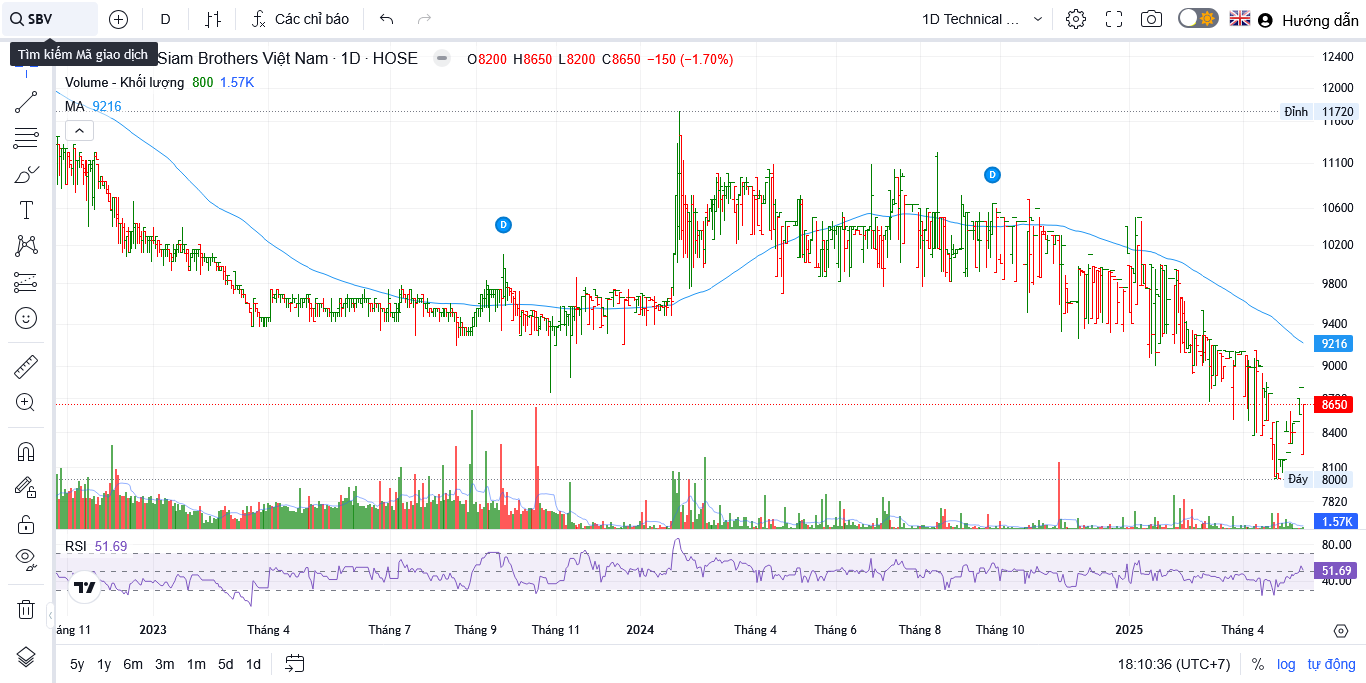 SBV D Các chỉ báo 1D Technical ... Hướng dẫn
Tìm kiếm Mã giao dịch
Siam Brothers Việt Nam · 1D · HOSE O8200 H8650 L8200 C8650 −150 (−1.70%)
Volume - Khối lượng 800 1.57K
MA 9216
12400
12000
Đỉnh 11720
11600
11100
10600
10200
9800
9400
9216
9000
8650
8400
8100
Đáy 8000
7820
1.57K
D
D
RSI 51.69
80.00
51.69
40.00
áng 11 2023 Tháng 4 Tháng 7 Tháng 9 Tháng 11 2024 Tháng 4 Tháng 6 Tháng 8 Tháng 10 2025 Tháng 4
5y 1y 6m 3m 1m 5d 1d 18:10:36 (UTC+7) % log tự động